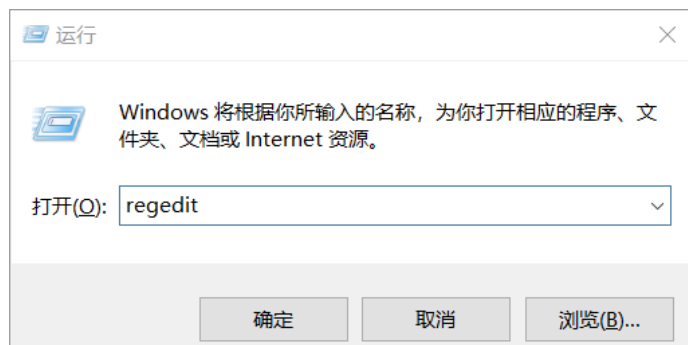 运行
Windows 将根据你所输入的名称，为你打开相应的程序、文
件夹、文档或 Internet 资源。
打开(O): regedit
确定 取消 浏览(B)...